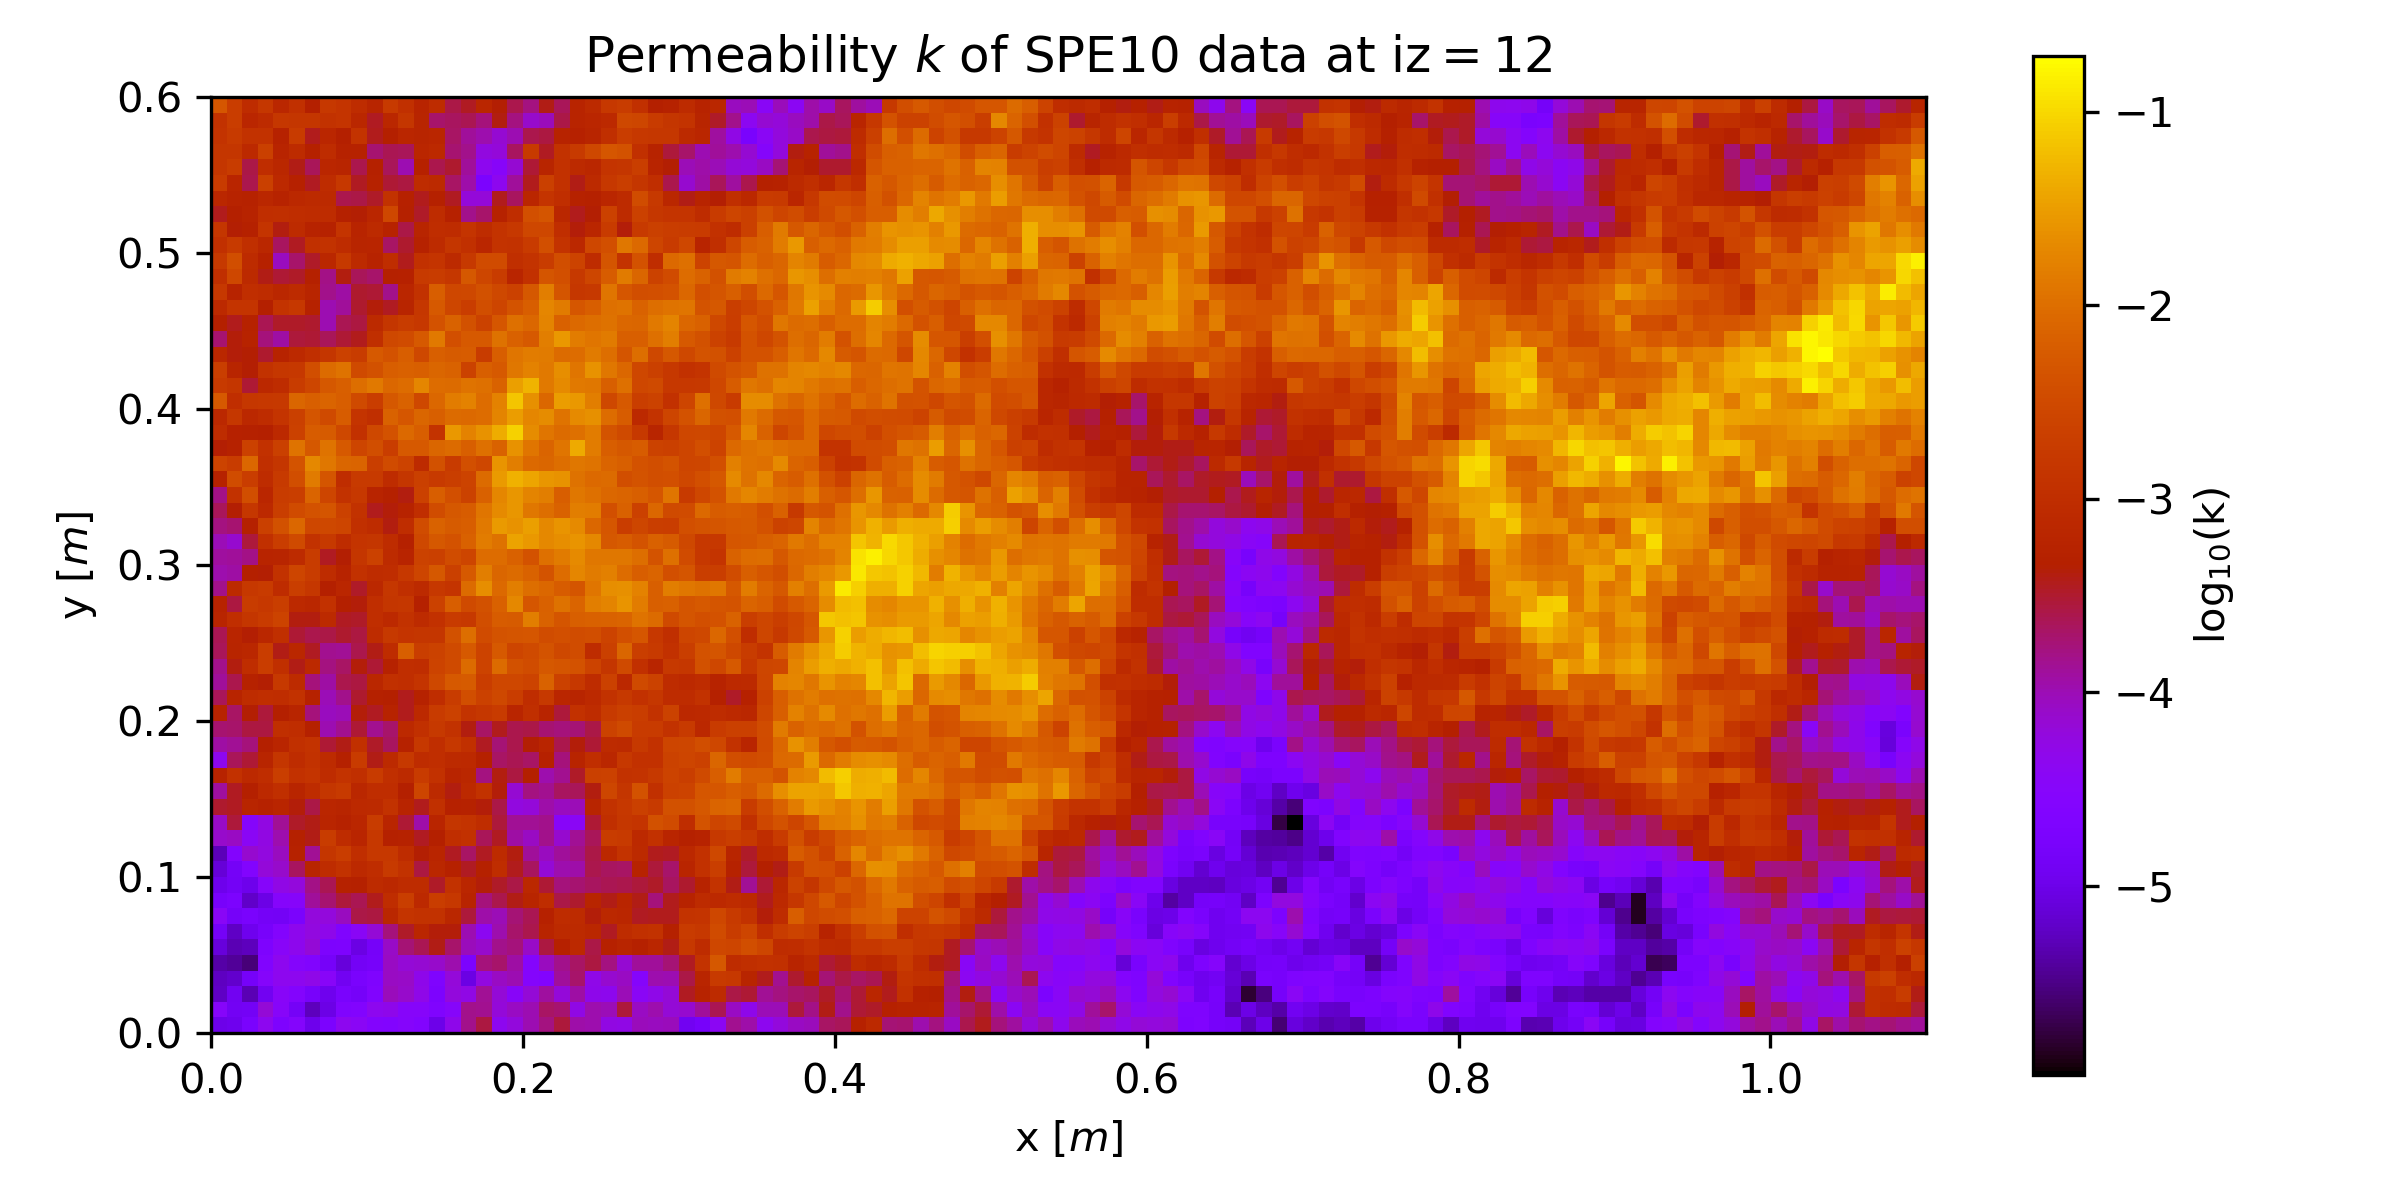 Permeability k of SPE10 data at iz = 12
0.6
0.5
0.4
0.3
0.2
0.1
0.0
y [m]
0.0 0.2 0.4 0.6 0.8 1.0
x [m]
−1
−2
−3
−4
−5
log₁₀(k)